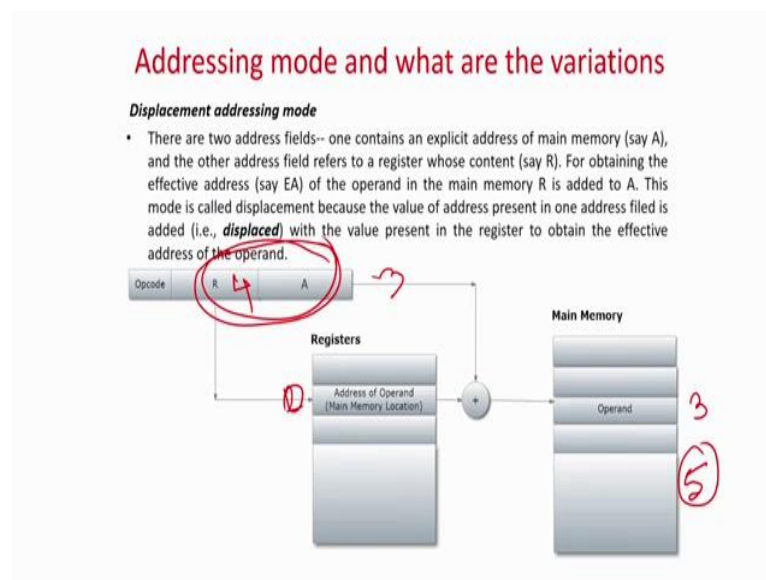 Addressing mode and what are the variations
Displacement addressing mode
• There are two address fields-- one contains an explicit address of main memory (say A),
and the other address field refers to a register whose content (say R). For obtaining the
effective address (say EA) of the operand in the main memory R is added to A. This
mode is called displacement because the value of address present in one address filed is
added (i.e., displaced) with the value present in the register to obtain the effective
address of the operand.
Opcode R 4 A 3
Main Memory
Registers
Address of Operand
(Main Memory Location)
+
Operand
3
5